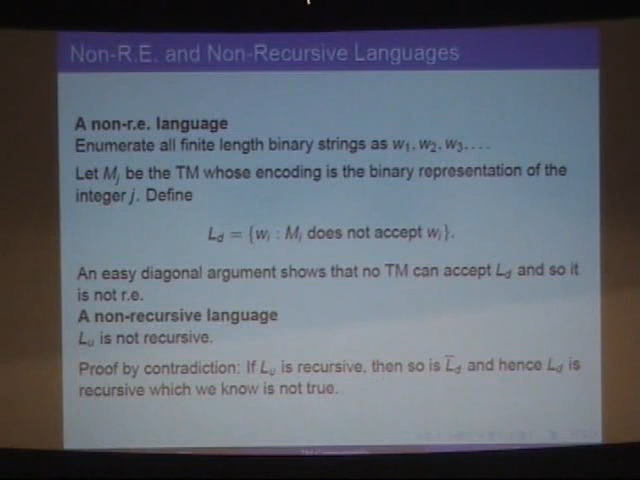 Non-R.E. and Non-Recursive Languages
A non-r.e. language
Enumerate all finite length binary strings as w₁, w₂, w₃....
Let Mⱼ be the TM whose encoding is the binary representation of the
integer j. Define
L_d = {wᵢ : Mᵢ does not accept wᵢ}.
An easy diagonal argument shows that no TM can accept L_d and so it
is not r.e.
A non-recursive language
Lᵤ is not recursive.
Proof by contradiction: If Lᵤ is recursive, then so is L̅_d and hence L_d is
recursive which we know is not true.